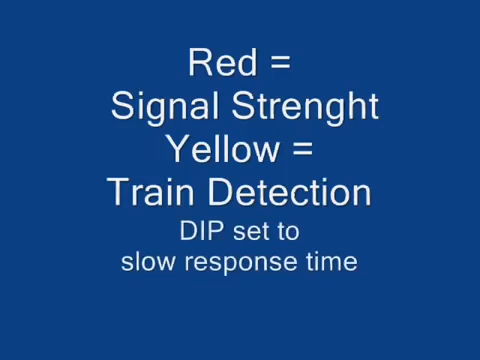 Red =
Signal Strenght
Yellow =
Train Detection
DIP set to
slow response time